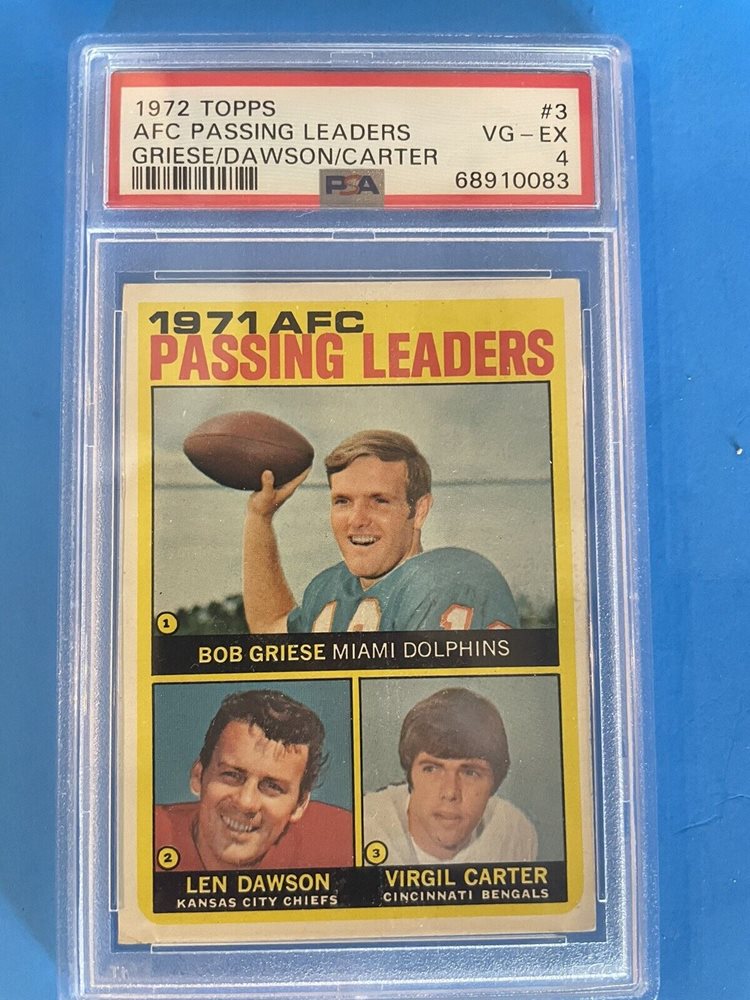 1972 TOPPS #3
AFC PASSING LEADERS VG-EX
GRIESE/DAWSON/CARTER 4
PSA 68910083
1971 AFC
PASSING LEADERS
1
BOB GRIESE MIAMI DOLPHINS
2
LEN DAWSON
KANSAS CITY CHIEFS
3
VIRGIL CARTER
CINCINNATI BENGALS